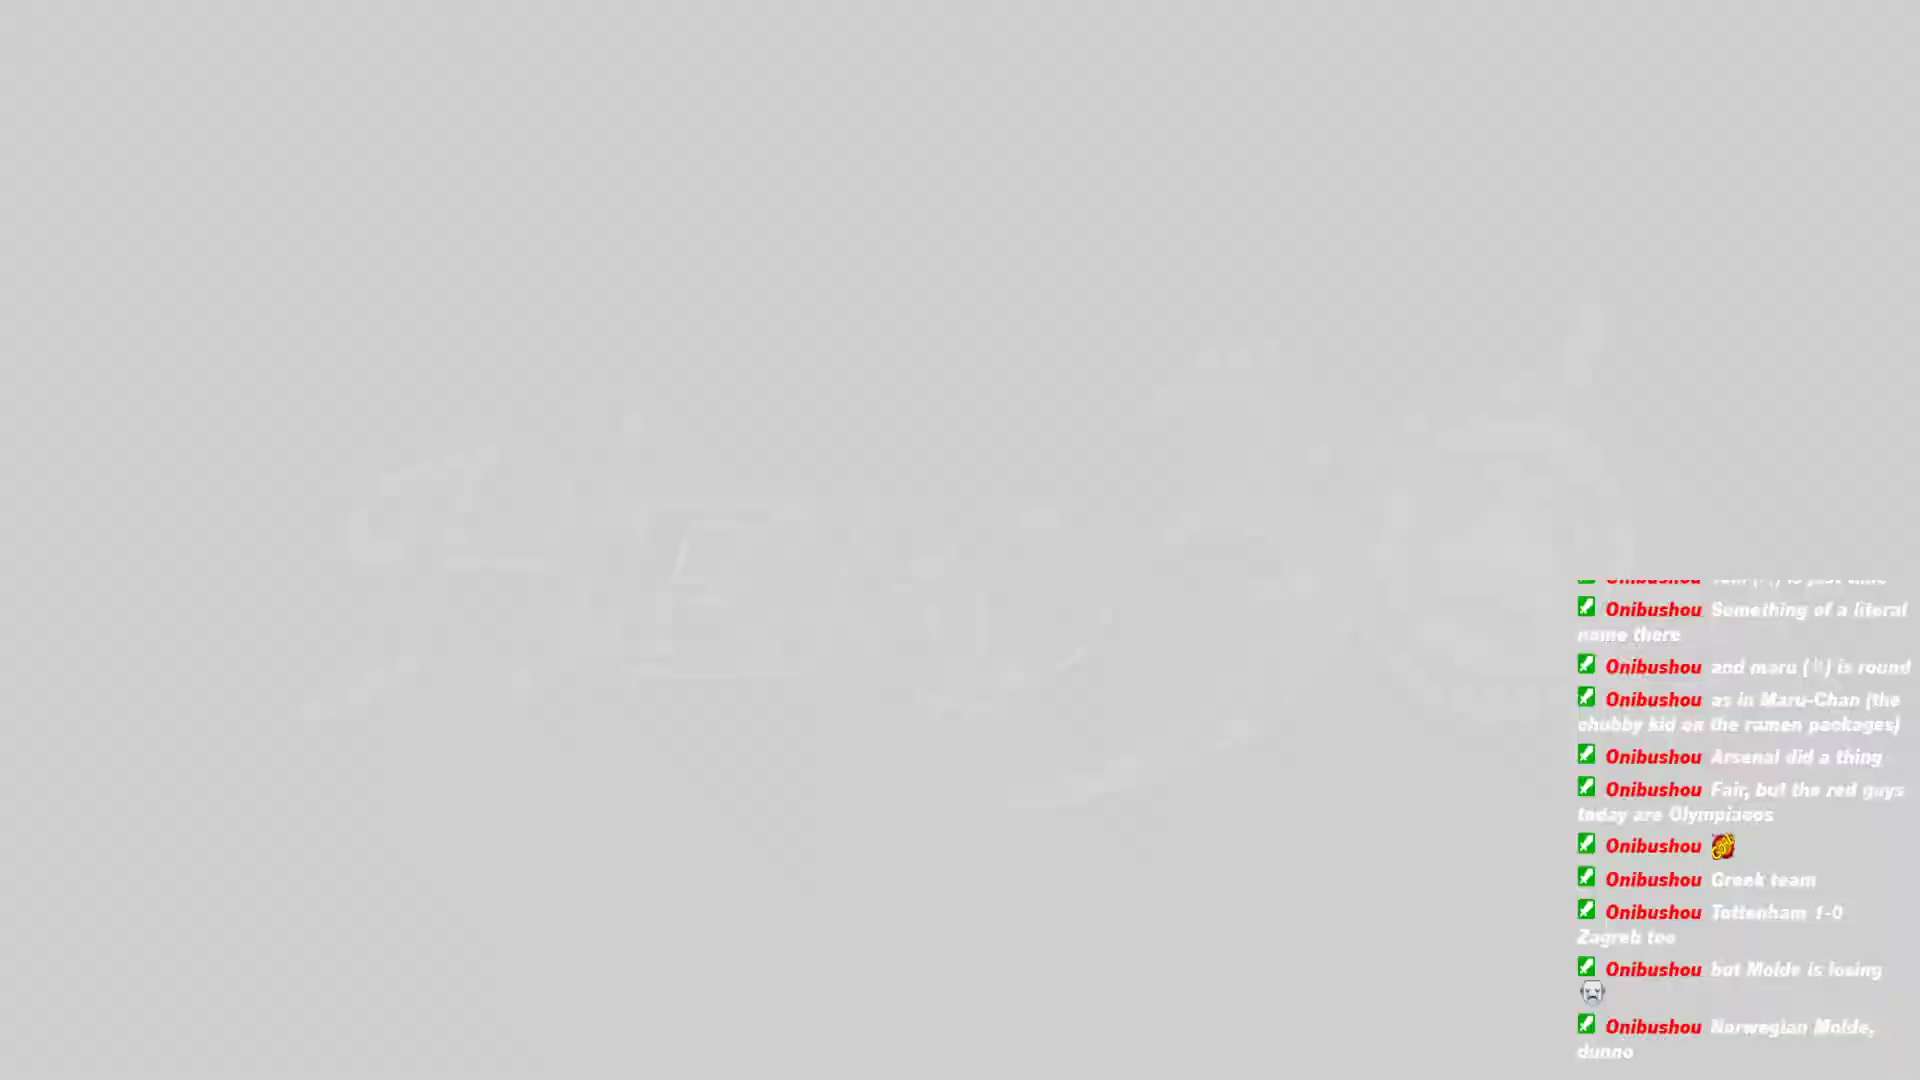 Onibushou
Onibushou Something of a literal
name there
Onibushou and maru ( ) is round
Onibushou as in Maru-Chan (the
chubby kid on the ramen packages)
Onibushou Arsenal did a thing
Onibushou Fair, but the red guys
today are Olympiacos
Onibushou
Onibushou Greek team
Onibushou Tottenham 1-0
Zagreb too
Onibushou but Molde is losing
Onibushou Norwegian Molde,
dunno